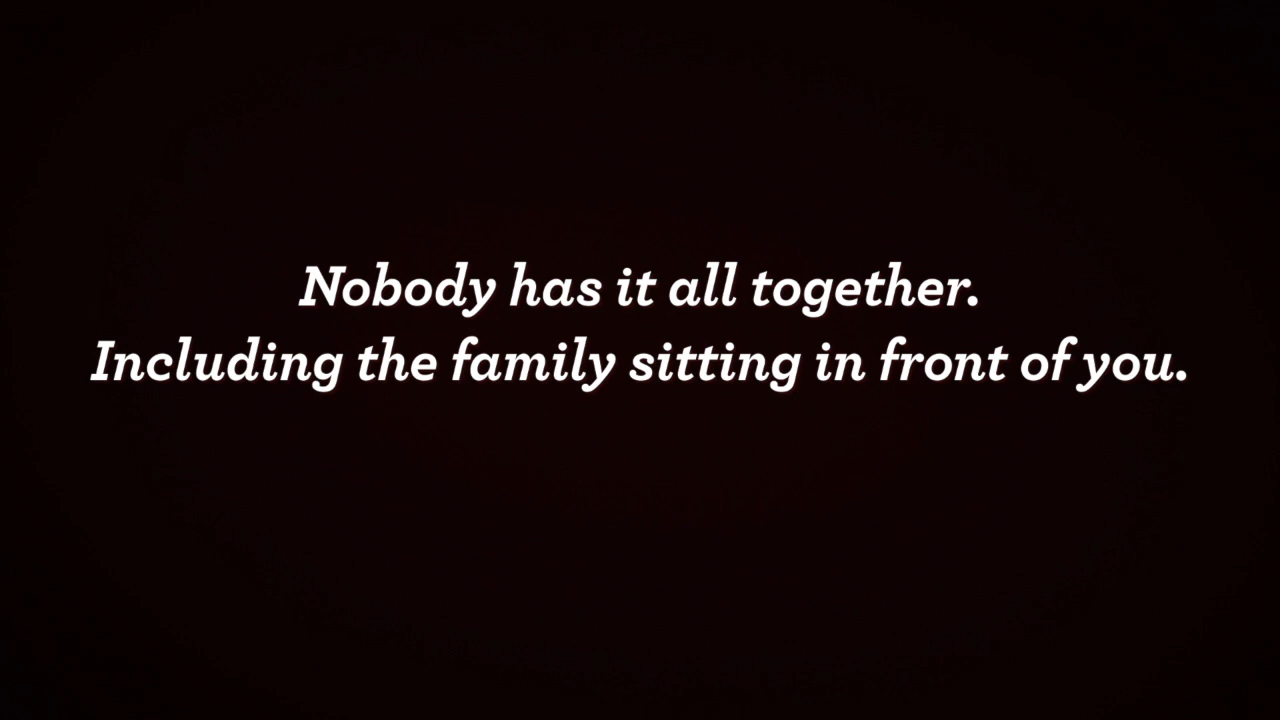 Nobody has it all together.
Including the family sitting in front of you.